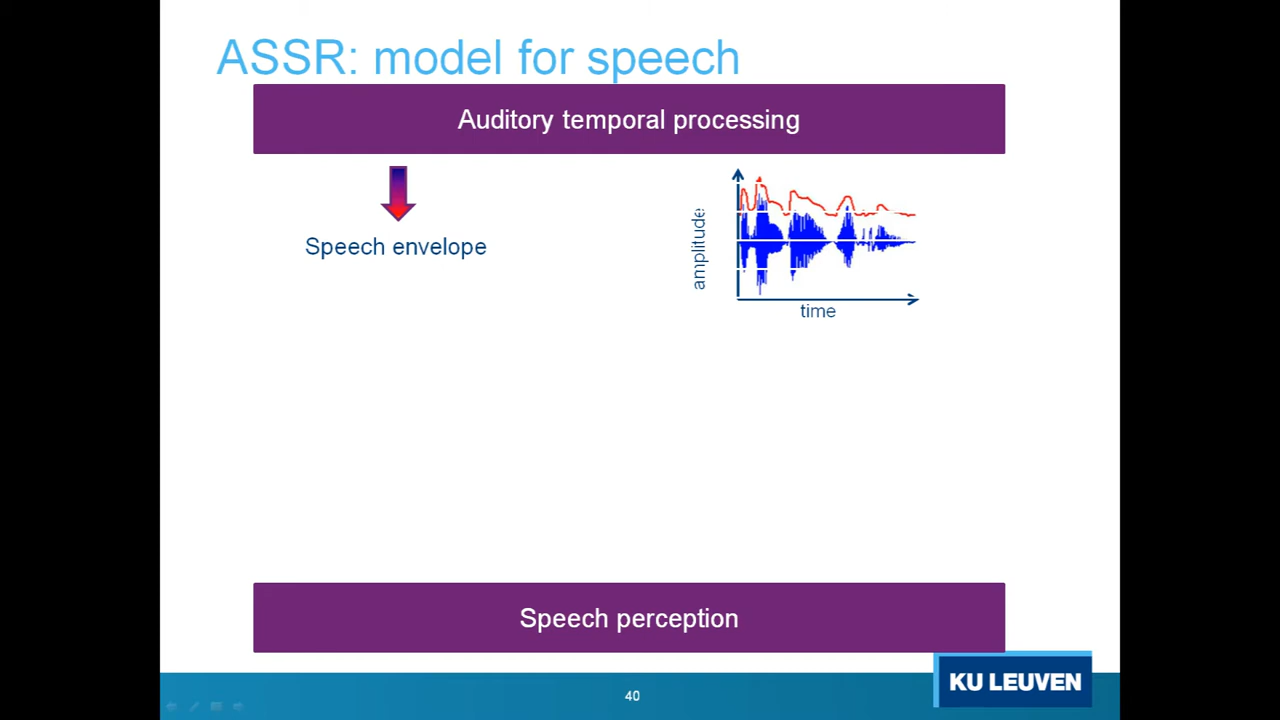 ASSR: model for speech
Auditory temporal processing
Speech envelope
amplitude
time
Speech perception
40
KU LEUVEN